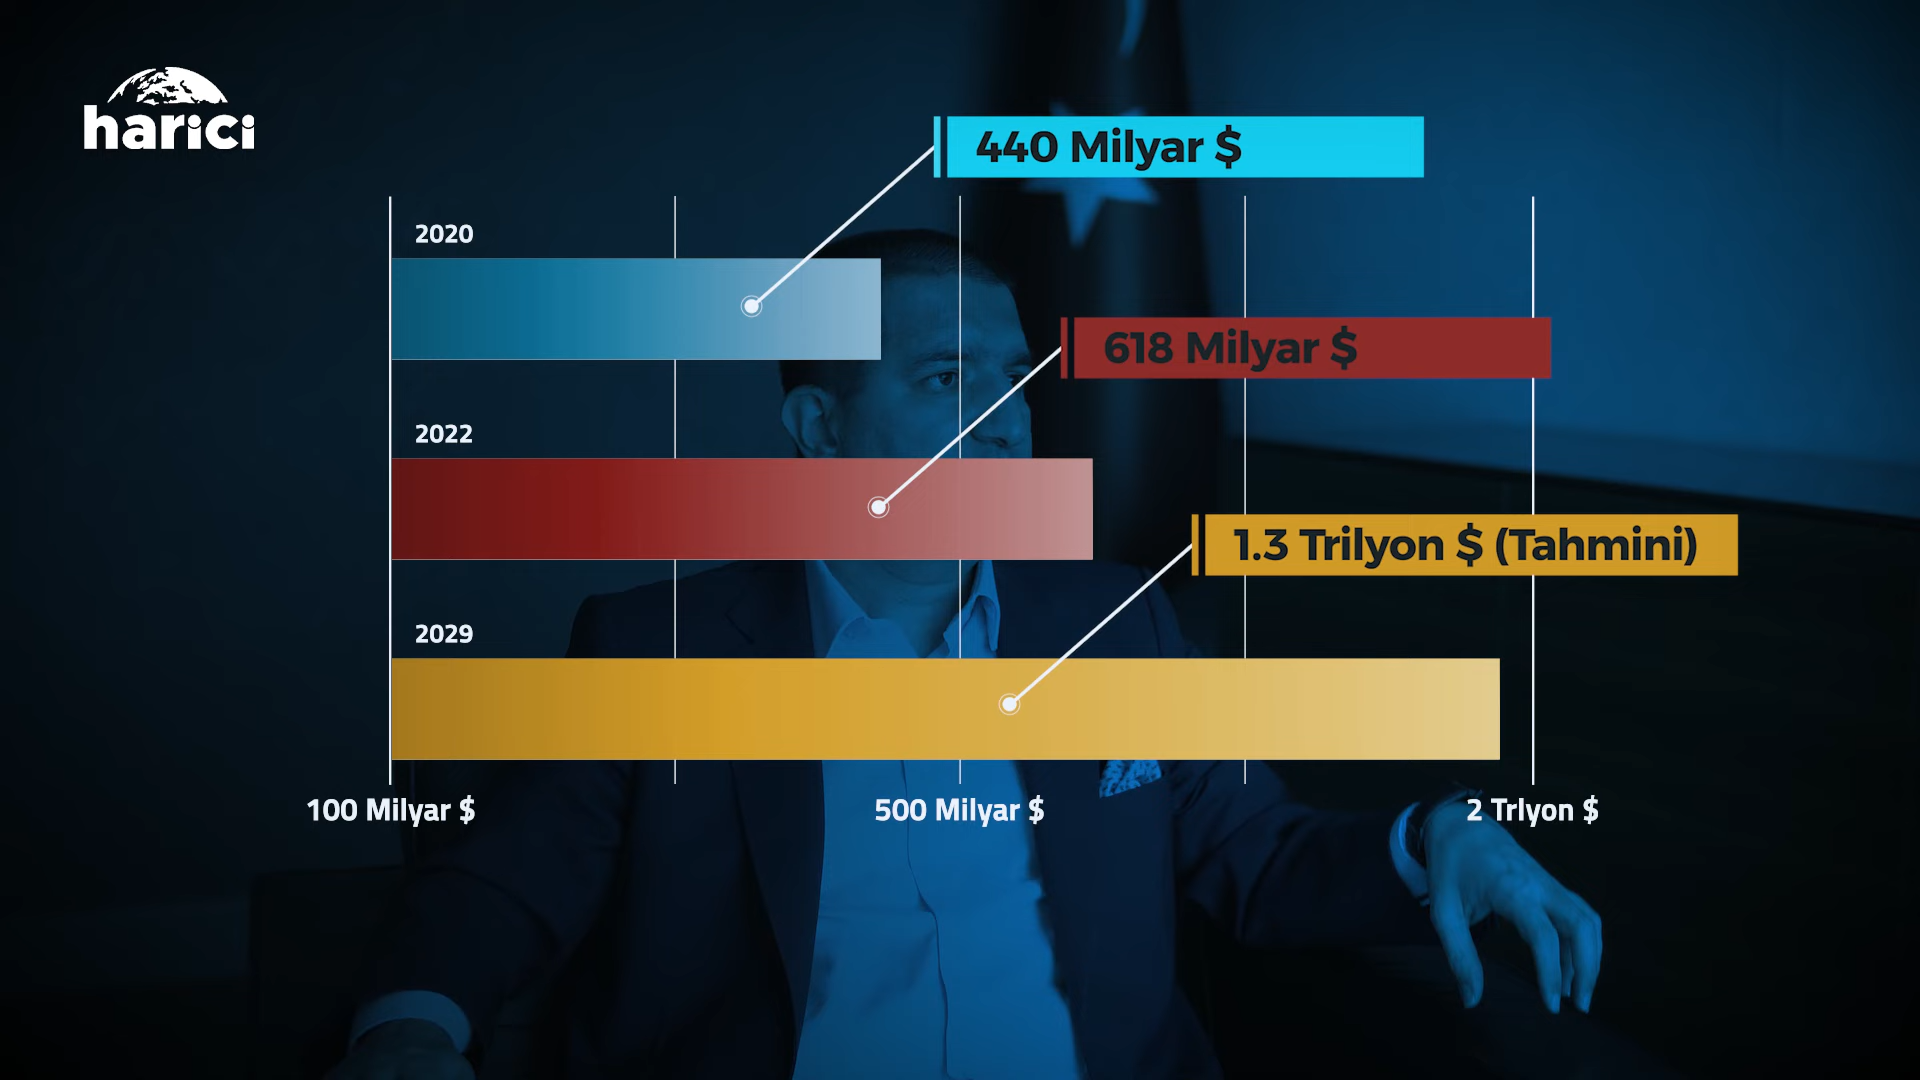 harici
440 Milyar $
2020
618 Milyar $
2022
1.3 Trilyon $ (Tahmini)
2029
100 Milyar $
500 Milyar $
2 Trlyon $